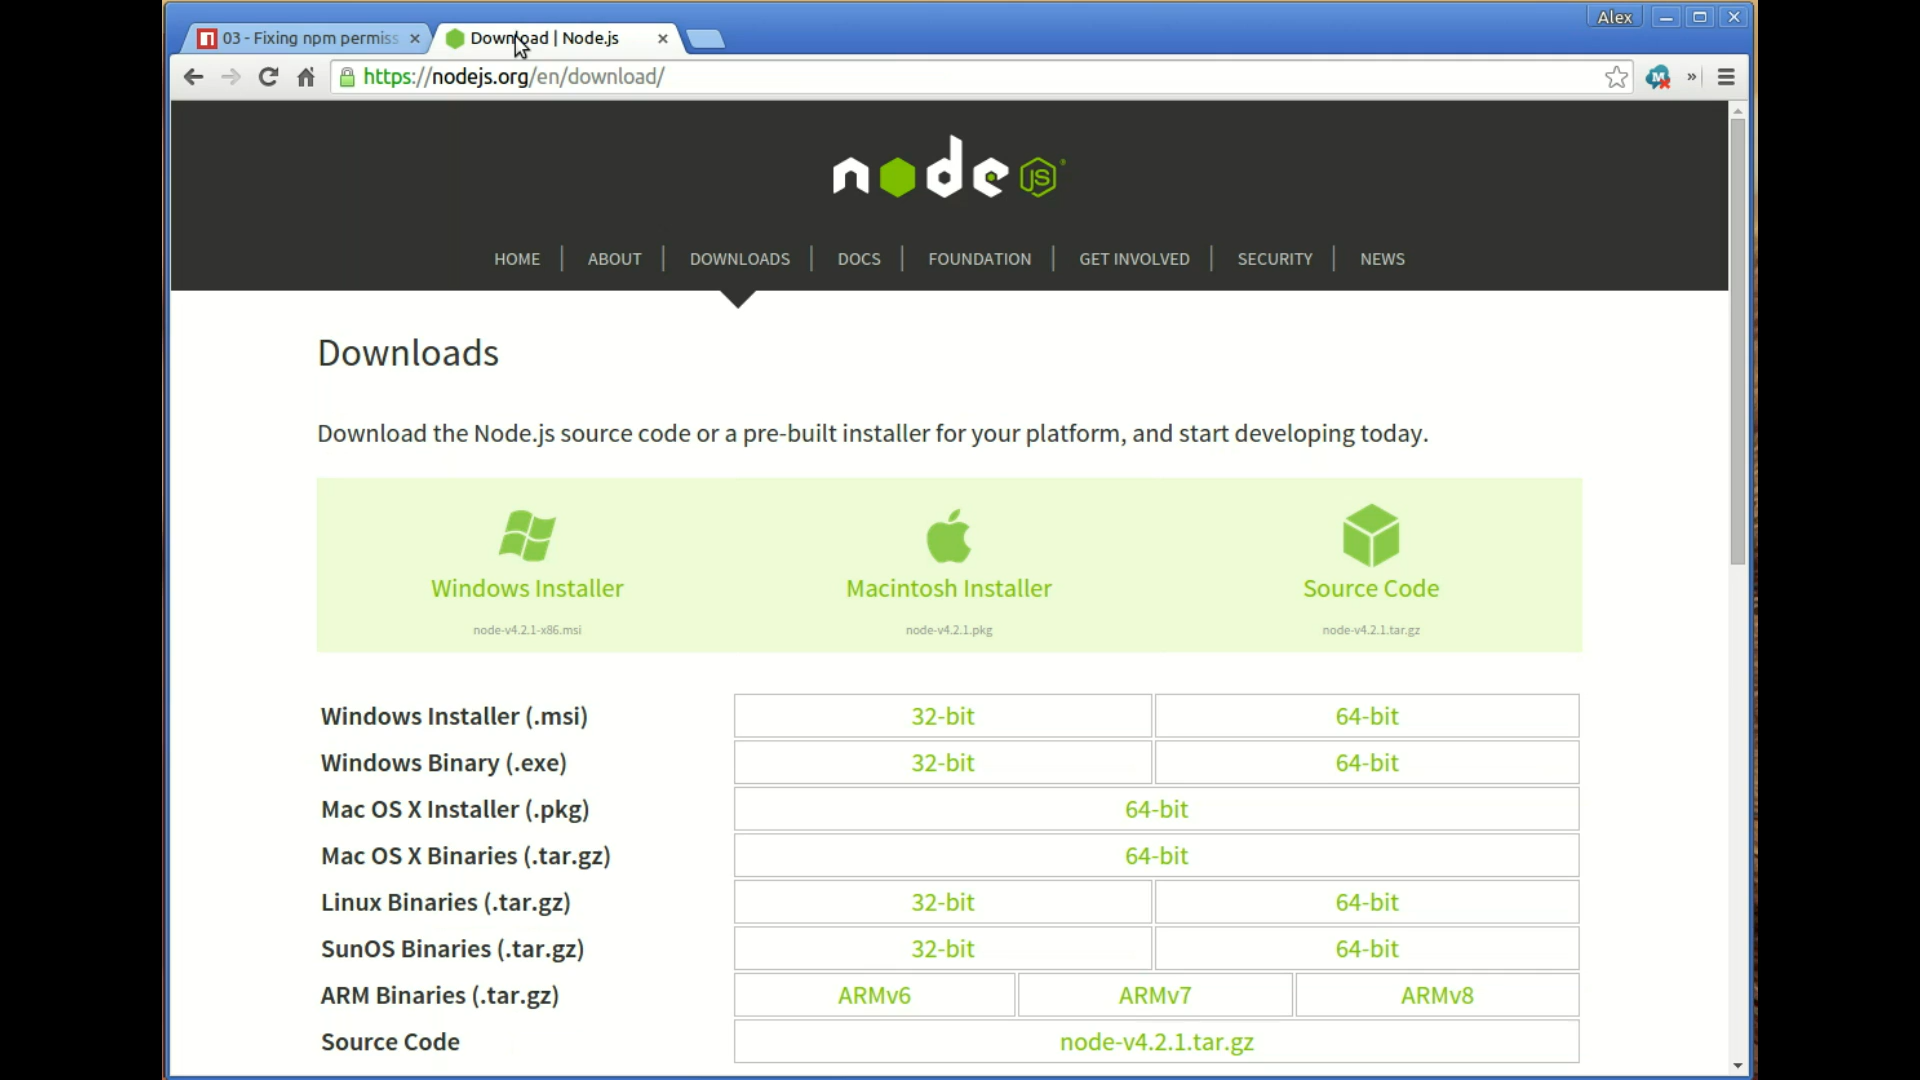 Alex
03 - Fixing npm permiss
Download | Node.js
https://nodejs.org/en/download/
node JS
HOME ABOUT DOWNLOADS DOCS FOUNDATION GET INVOLVED SECURITY NEWS
Downloads
Download the Node.js source code or a pre-built installer for your platform, and start developing today.
Windows Installer Macintosh Installer Source Code
node-v4.2.1-x86.msi node-v4.2.1.pkg node-v4.2.1.tar.gz
Windows Installer (.msi) 32-bit 64-bit
Windows Binary (.exe) 32-bit 64-bit
Mac OS X Installer (.pkg) 64-bit
Mac OS X Binaries (.tar.gz) 64-bit
Linux Binaries (.tar.gz) 32-bit 64-bit
SunOS Binaries (.tar.gz) 32-bit 64-bit
ARM Binaries (.tar.gz) ARMv6 ARMv7 ARMv8
Source Code node-v4.2.1.tar.gz